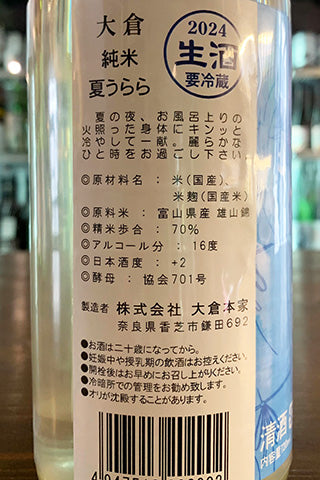 大倉
純米
夏うらら
2024
生酒
要冷蔵
夏の夜、お風呂上りの
火照った身体にキンッと
冷やして一献。麗らかな
ひと時をお過ごし下さい。
◎原材料名 : 米(国産)、
米麹(国産米)
◎原料米 : 富山県産 雄山錦
◎精米歩合 : 70%
◎アルコール分 : 16度
◎日本酒度 : +2
◎酵母 : 協会701号
製造者 株式会社 大倉本家
奈良県香芝市鎌田692
●お酒は二十歳になってから。
●妊娠中や授乳期の飲酒はお控えください。
●開栓後はお早めにお召し上がりください。
●冷暗所での管理をお勧め致します。
●オリが沈殿することがあります。
清酒
内容量